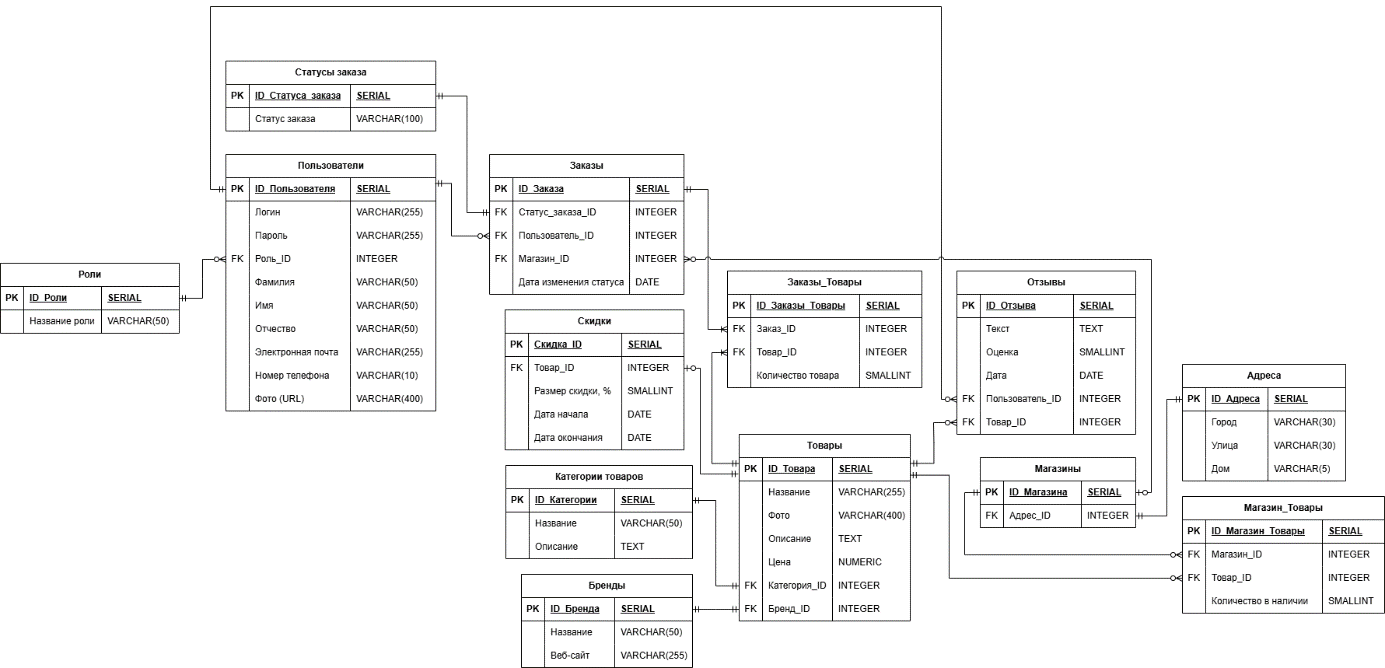 Статусы заказа
PK ID_Статуса_заказа SERIAL
Статус заказа VARCHAR(100)
Пользователи
PK ID_Пользователя SERIAL
Логин VARCHAR(255)
Пароль VARCHAR(255)
FK Роль_ID INTEGER
Фамилия VARCHAR(50)
Имя VARCHAR(50)
Отчество VARCHAR(50)
Электронная почта VARCHAR(255)
Номер телефона VARCHAR(10)
Фото (URL) VARCHAR(400)
Роли
PK ID_Роли SERIAL
Название роли VARCHAR(50)
Заказы
PK ID_Заказа SERIAL
FK Статус_заказа_ID INTEGER
FK Пользователь_ID INTEGER
FK Магазин_ID INTEGER
Дата изменения статуса DATE
Скидки
PK Скидка_ID SERIAL
FK Товар_ID INTEGER
Размер скидки, % SMALLINT
Дата начала DATE
Дата окончания DATE
Категории товаров
PK ID_Категории SERIAL
Название VARCHAR(50)
Описание TEXT
Бренды
PK ID_Бренда SERIAL
Название VARCHAR(50)
Веб-сайт VARCHAR(255)
Заказы_Товары
PK ID_Заказы_Товары SERIAL
FK Заказ_ID INTEGER
FK Товар_ID INTEGER
Количество товара SMALLINT
Товары
PK ID_Товара SERIAL
Название VARCHAR(255)
Фото VARCHAR(400)
Описание TEXT
Цена NUMERIC
FK Категория_ID INTEGER
FK Бренд_ID INTEGER
Отзывы
PK ID_Отзыва SERIAL
Текст TEXT
Оценка SMALLINT
Дата DATE
FK Пользователь_ID INTEGER
FK Товар_ID INTEGER
Магазины
PK ID_Магазина SERIAL
FK Адрес_ID INTEGER
Адреса
PK ID_Адреса SERIAL
Город VARCHAR(30)
Улица VARCHAR(30)
Дом VARCHAR(5)
Магазин_Товары
PK ID_Магазин_Товары SERIAL
FK Магазин_ID INTEGER
FK Товар_ID INTEGER
Количество в наличии SMALLINT